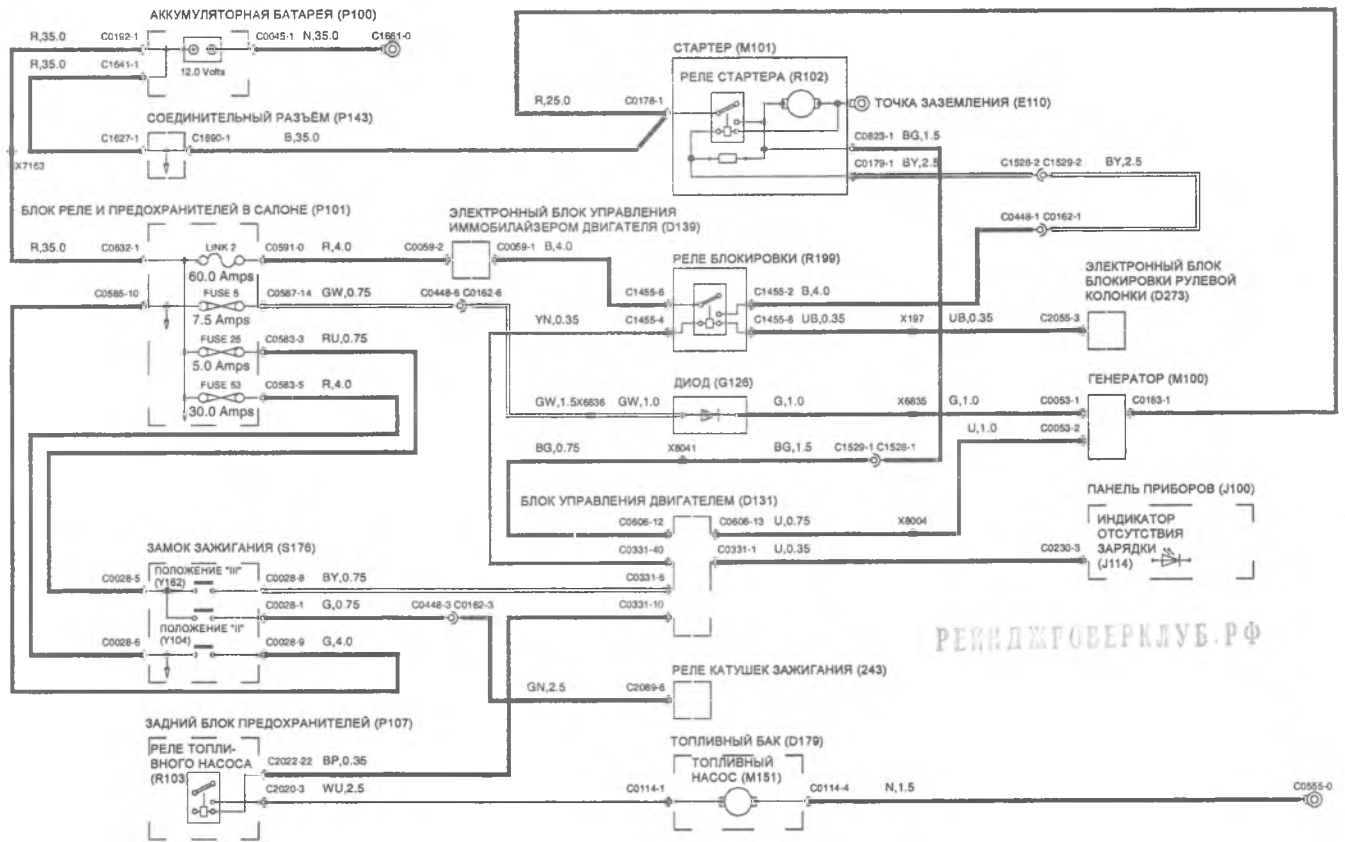 АККУМУЛЯТОРНАЯ БАТАРЕЯ (P100)
R,35.0 C0192-1 C0045-1 N,35.0 C1661-0
R,35.0 C1641-1
12.0 Volts
СОЕДИНИТЕЛЬНЫЙ РАЗЪЁМ (P143)
C1627-1 C1890-1 B,35.0
X7163
СТАРТЕР (M101)
РЕЛЕ СТАРТЕРА (R102)
R,25.0 C0178-1
ТОЧКА ЗАЗЕМЛЕНИЯ (E110)
C0823-1 BG,1.5
C0179-1 BY,2.5 C1528-2 C1529-2 BY,2.5
C0448-1 C0162-1
БЛОК РЕЛЕ И ПРЕДОХРАНИТЕЛЕЙ В САЛОНЕ (P101)
R,35.0 C0632-1 LINK 2 C0591-0 R,4.0
60.0 Amps
C0585-10 FUSE 5 C0587-14 GW,0.75 C0448-6 C0162-6
7.5 Amps
FUSE 25 C0583-3 RU,0.75
5.0 Amps
FUSE 53 C0583-5 R,4.0
30.0 Amps
ЭЛЕКТРОННЫЙ БЛОК УПРАВЛЕНИЯ
ИММОБИЛАЙЗЕРОМ ДВИГАТЕЛЯ (D139)
C0059-2 C0059-1 B,4.0
РЕЛЕ БЛОКИРОВКИ (R199)
C1455-6 C1455-2 B,4.0
YN,0.35 C1455-4 C1455-8 UB,0.35 X197 UB,0.35 C2055-3
ЭЛЕКТРОННЫЙ БЛОК
БЛОКИРОВКИ РУЛЕВОЙ
КОЛОНКИ (D273)
ДИОД (G126)
GW,1.5 X6836 GW,1.0 G,1.0 X6835 G,1.0 C0053-1
ГЕНЕРАТОР (M100)
C0183-1
U,1.0 C0053-2
BG,0.75 X8041 BG,1.5 C1529-1 C1526-1
БЛОК УПРАВЛЕНИЯ ДВИГАТЕЛЕМ (D131)
C0606-12 C0606-13 U,0.75 X8004
C0331-40 C0331-1 U,0.35 C0230-3
C0331-6
C0331-10
ПАНЕЛЬ ПРИБОРОВ (J100)
ИНДИКАТОР
ОТСУТСТВИЯ
ЗАРЯДКИ
(J114)
ЗАМОК ЗАЖИГАНИЯ (S176)
C0028-5 ПОЛОЖЕНИЕ "III" C0028-8 BY,0.75
(Y162)
C0028-1 G,0.75 C0448-3 C0162-3
ПОЛОЖЕНИЕ "II"
(Y104)
C0028-6 C0028-9 G,4.0
РЕЙНДЖРОВЕРКЛУБ.РФ
РЕЛЕ КАТУШЕК ЗАЖИГАНИЯ (243)
GN,2.5 C2089-6
ЗАДНИЙ БЛОК ПРЕДОХРАНИТЕЛЕЙ (P107)
РЕЛЕ ТОПЛИ-
ВНОГО НАСОСА
(R103)
C2022-22 BP,0.35
C2020-3 WU,2.5
ТОПЛИВНЫЙ БАК (D179)
ТОПЛИВНЫЙ
НАСОС (M151)
C0114-1 C0114-4 N,1.5 C0555-0